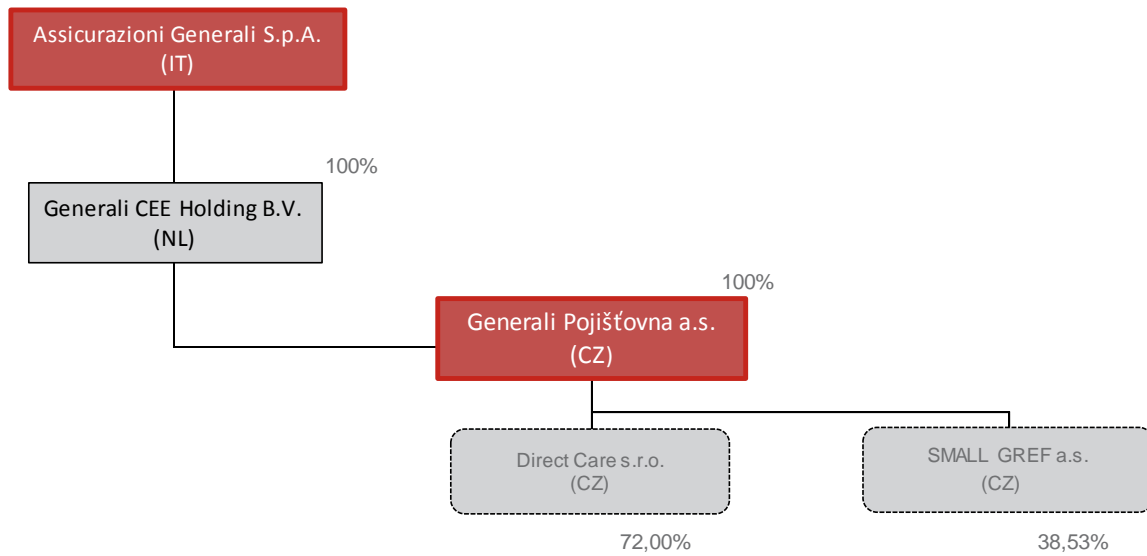 Assicurazioni Generali S.p.A.
(IT)
100%
Generali CEE Holding B.V.
(NL)
100%
Generali Pojišťovna a.s.
(CZ)
Direct Care s.r.o.
(CZ)
SMALL GREF a.s.
(CZ)
72,00%
38,53%